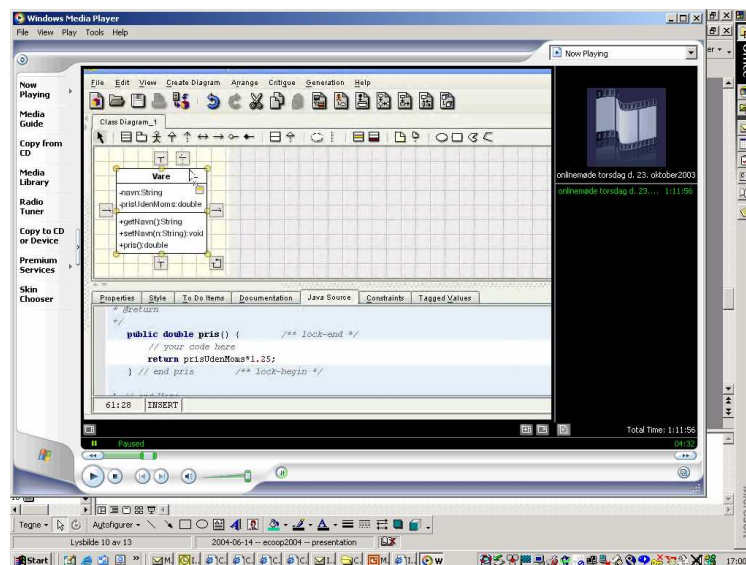 Windows Media Player
File View Play Tools Help
Now Playing
Now Playing
Media Guide
Copy from CD
Media Library
Radio Tuner
Copy to CD or Device
Premium Services
Skin Chooser
File Edit View Create Diagram Arrange Critique Generation Help
Class Diagram_1
Vare
-navn:String
-prisUdenMoms:double
+getNavn():String
+setNavn(n:String):void
+pris():double
Properties Style To Do Items Documentation Java Source Constraints Tagged Values
* @return
*/
public double pris() { /** lock-end */
// your code here
return prisUdenMoms*1.25;
} // end pris /** lock-begin */
61:28 INSERT
onlinemøde torsdag d. 23. oktober2003
onlinemøde torsdag d. 23.... 1:11:56
Total Time: 1:11:56
Paused
04:32
Tegne Autofigurer
Lysbilde 10 av 13
2004-06-14 -- ecoop2004 -- presentation
Start
17:00